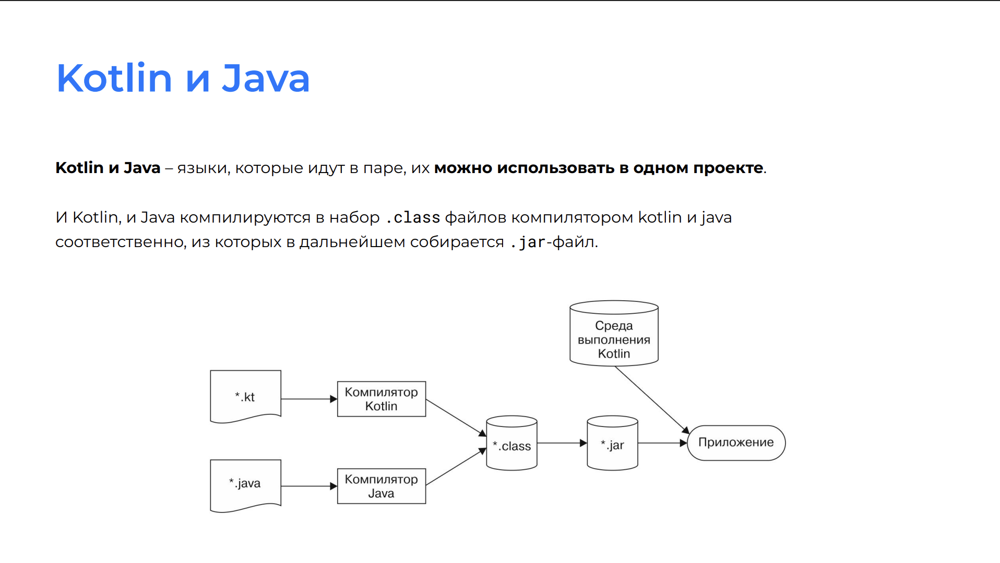 Kotlin и Java
Kotlin и Java – языки, которые идут в паре, их можно использовать в одном проекте.
И Kotlin, и Java компилируются в набор .class файлов компилятором kotlin и java
соответственно, из которых в дальнейшем собирается .jar-файл.
Среда
выполнения
Kotlin
*.kt
Компилятор
Kotlin
*.class
*.jar
Приложение
*.java
Компилятор
Java